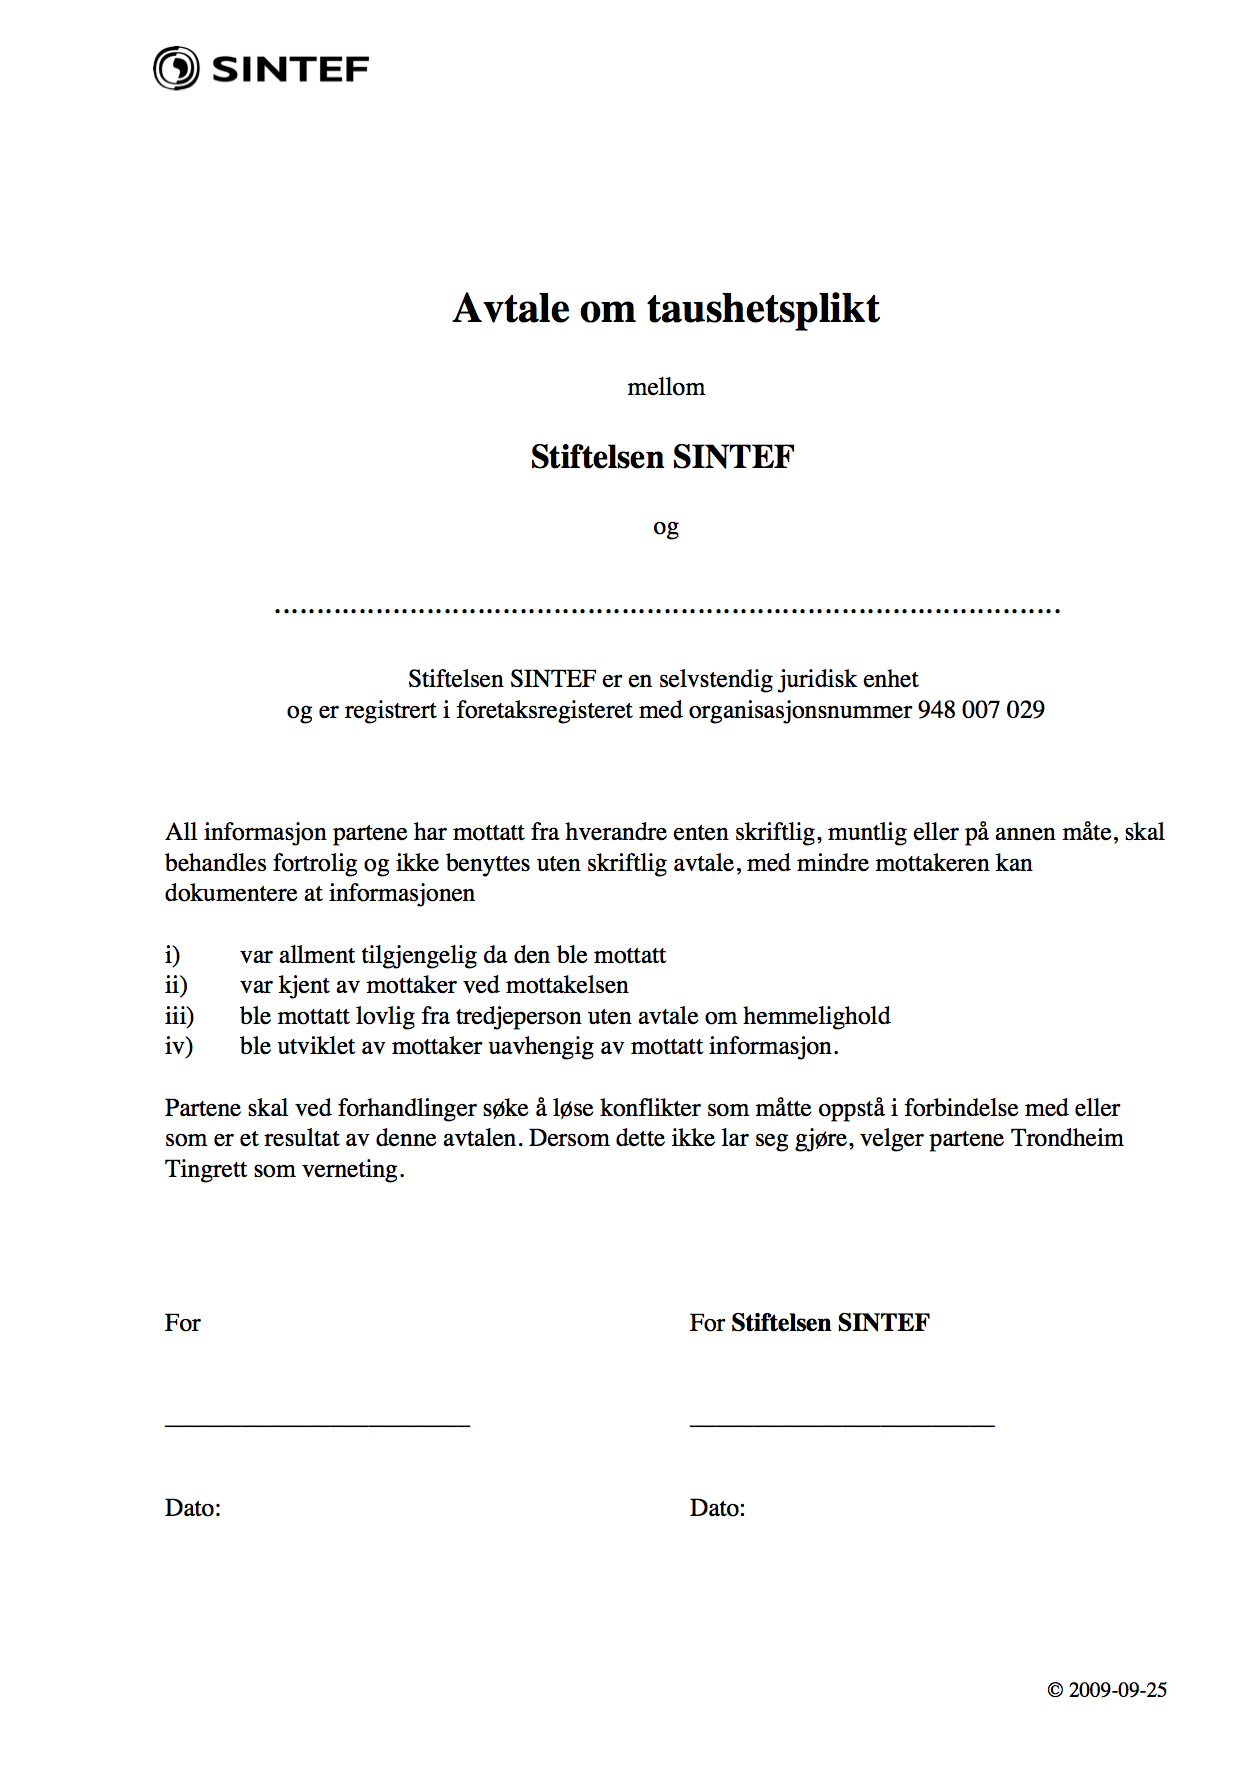 SINTEF
Avtale om taushetsplikt
mellom
Stiftelsen SINTEF
og
................................................................................................
Stiftelsen SINTEF er en selvstendig juridisk enhet
og er registrert i foretaksregisteret med organisasjonsnummer 948 007 029
All informasjon partene har mottatt fra hverandre enten skriftlig, muntlig eller på annen måte, skal
behandles fortrolig og ikke benyttes uten skriftlig avtale, med mindre mottakeren kan
dokumentere at informasjonen
i) var allment tilgjengelig da den ble mottatt
ii) var kjent av mottaker ved mottakelsen
iii) ble mottatt lovlig fra tredjeperson uten avtale om hemmelighold
iv) ble utviklet av mottaker uavhengig av mottatt informasjon.
Partene skal ved forhandlinger søke å løse konflikter som måtte oppstå i forbindelse med eller
som er et resultat av denne avtalen. Dersom dette ikke lar seg gjøre, velger partene Trondheim
Tingrett som verneting.
For For Stiftelsen SINTEF
________________________ ________________________
Dato: Dato:
© 2009-09-25